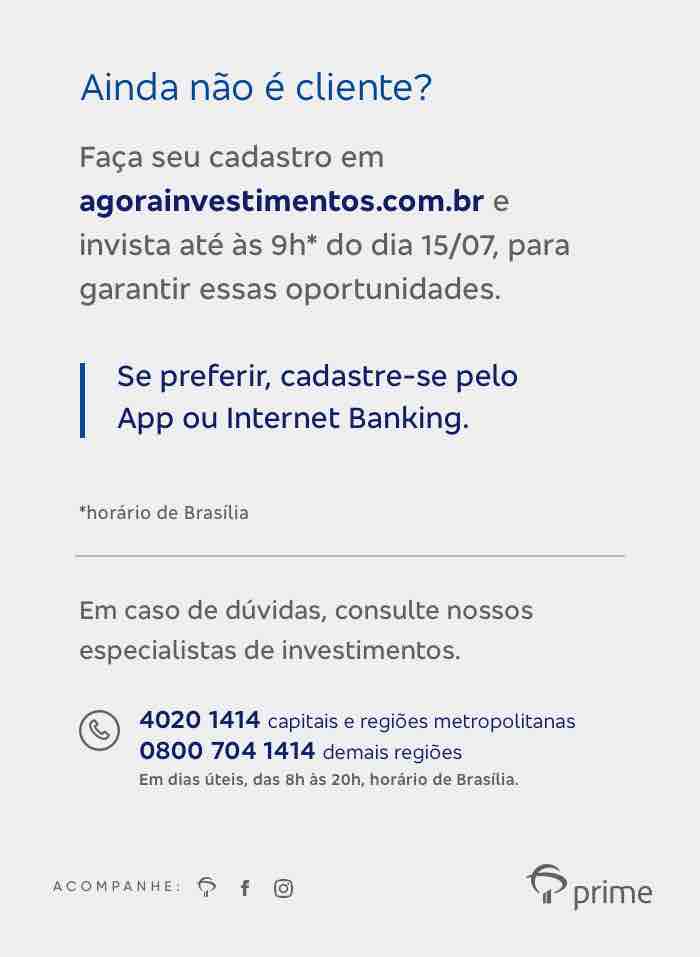 Ainda não é cliente?
Faça seu cadastro em
agorainvestimentos.com.br e
invista até às 9h* do dia 15/07, para
garantir essas oportunidades.
Se preferir, cadastre-se pelo
App ou Internet Banking.
*horário de Brasília
Em caso de dúvidas, consulte nossos
especialistas de investimentos.
4020 1414 capitais e regiões metropolitanas
0800 704 1414 demais regiões
Em dias úteis, das 8h às 20h, horário de Brasília.
ACOMPANHE:
prime